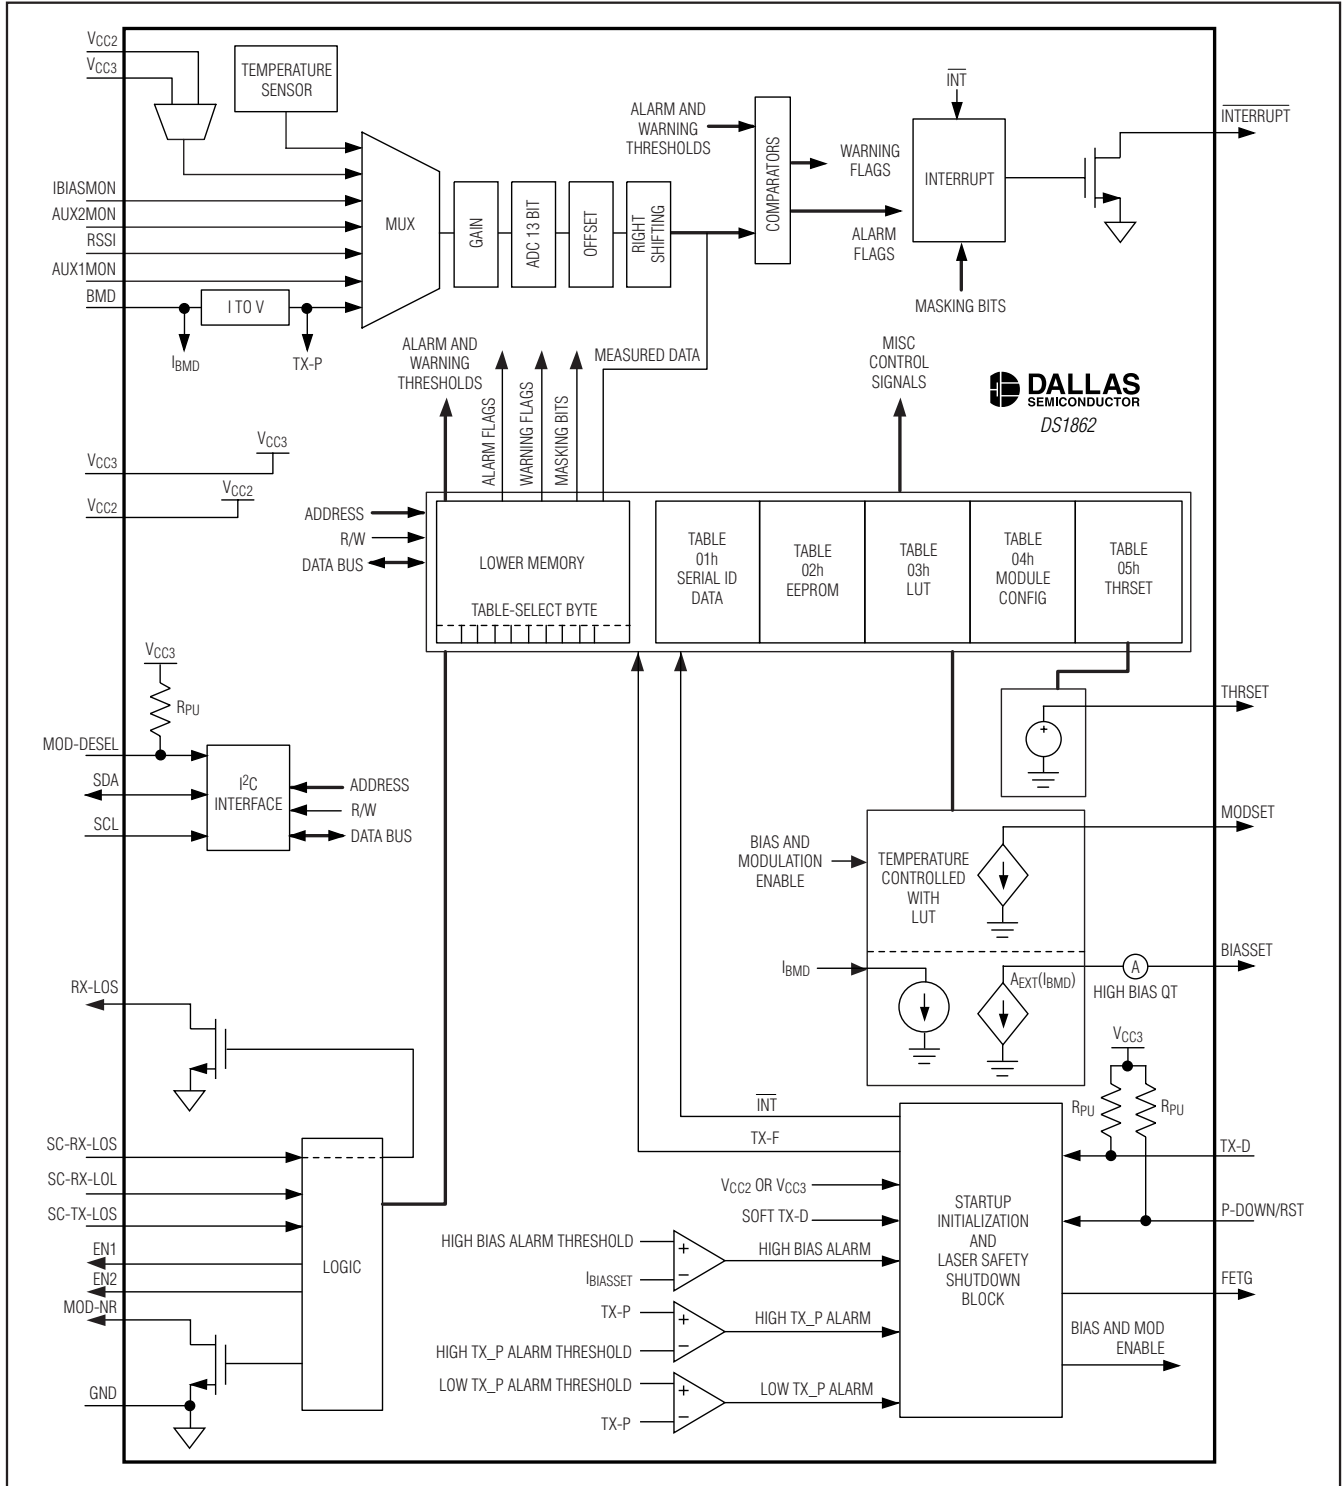 VCC2
VCC3
TEMPERATURE
SENSOR
IBIASMON
AUX2MON
RSSI
AUX1MON
BMD
I TO V
IBMD
TX-P
MUX
GAIN
ADC 13 BIT
OFFSET
RIGHT
SHIFTING
ALARM AND
WARNING
THRESHOLDS
COMPARATORS
WARNING
FLAGS
ALARM
FLAGS
INT
INTERRUPT
MASKING BITS
INTERRUPT
ALARM AND
WARNING
THRESHOLDS
ALARM FLAGS
WARNING FLAGS
MASKING BITS
MEASURED DATA
MISC
CONTROL
SIGNALS
DALLAS
SEMICONDUCTOR
DS1862
VCC3
VCC3
VCC2
VCC2
ADDRESS
R/W
DATA BUS
LOWER MEMORY
TABLE-SELECT BYTE
TABLE
01h
SERIAL ID
DATA
TABLE
02h
EEPROM
TABLE
03h
LUT
TABLE
04h
MODULE
CONFIG
TABLE
05h
THRSET
VCC3
RPU
MOD-DESEL
SDA
SCL
I2C
INTERFACE
ADDRESS
R/W
DATA BUS
THRSET
+
MODSET
BIAS AND
MODULATION
ENABLE
TEMPERATURE
CONTROLLED
WITH
LUT
IBMD
AEXT(IBMD)
A
HIGH BIAS QT
BIASSET
RX-LOS
SC-RX-LOS
SC-RX-LOL
SC-TX-LOS
EN1
EN2
MOD-NR
GND
LOGIC
VCC3
RPU
RPU
INT
TX-F
VCC2 OR VCC3
SOFT TX-D
HIGH BIAS ALARM THRESHOLD
IBIASSET
+
−
HIGH BIAS ALARM
TX-P
HIGH TX_P ALARM THRESHOLD
+
−
HIGH TX_P ALARM
LOW TX_P ALARM THRESHOLD
TX-P
+
−
LOW TX_P ALARM
STARTUP
INITIALIZATION
AND
LASER SAFETY
SHUTDOWN
BLOCK
TX-D
P-DOWN/RST
FETG
BIAS AND MOD
ENABLE